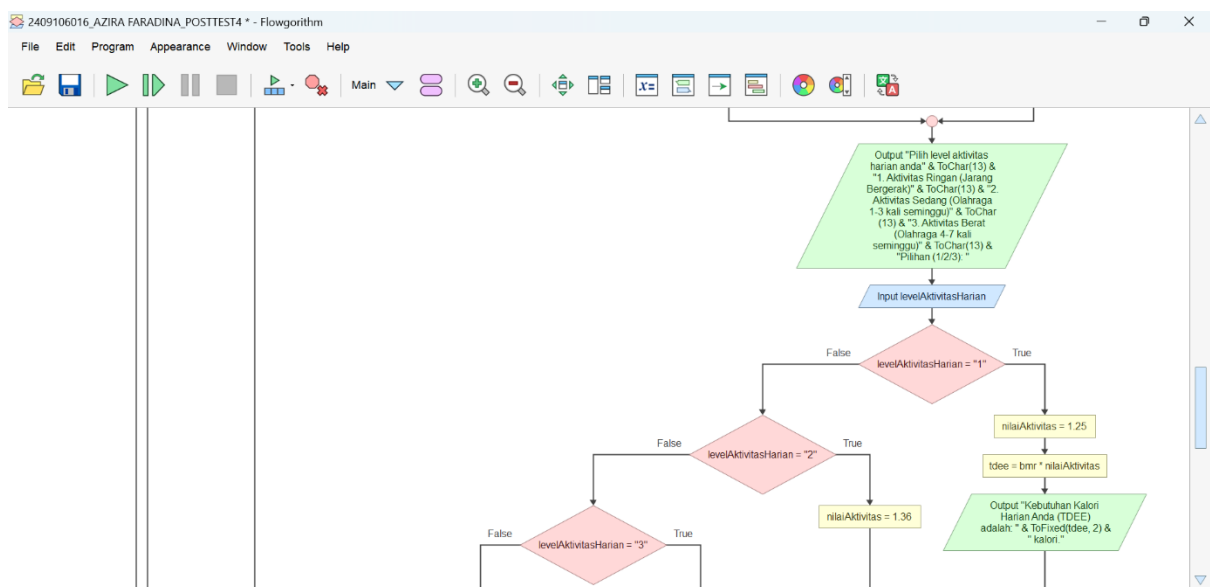 2409106016_AZIRA FARADINA_POSTTEST4 * - Flowgorithm
File Edit Program Appearance Window Tools Help
Main
Output "Pilih level aktivitas
harian anda" & ToChar(13) &
"1. Aktivitas Ringan (Jarang
Bergerak)" & ToChar(13) & "2.
Aktivitas Sedang (Olahraga
1-3 kali seminggu)" & ToChar
(13) & "3. Aktivitas Berat
(Olahraga 4-7 kali
seminggu)" & ToChar(13) &
"Pilihan (1/2/3): "
Input levelAktivitasHarian
False
True
levelAktivitasHarian = "1"
nilaiAktivitas = 1.25
False
True
levelAktivitasHarian = "2"
tdee = bmr * nilaiAktivitas
Output "Kebutuhan Kalori
Harian Anda (TDEE)
adalah: " & ToFixed(tdee, 2) &
" kalori."
nilaiAktivitas = 1.36
False
True
levelAktivitasHarian = "3"